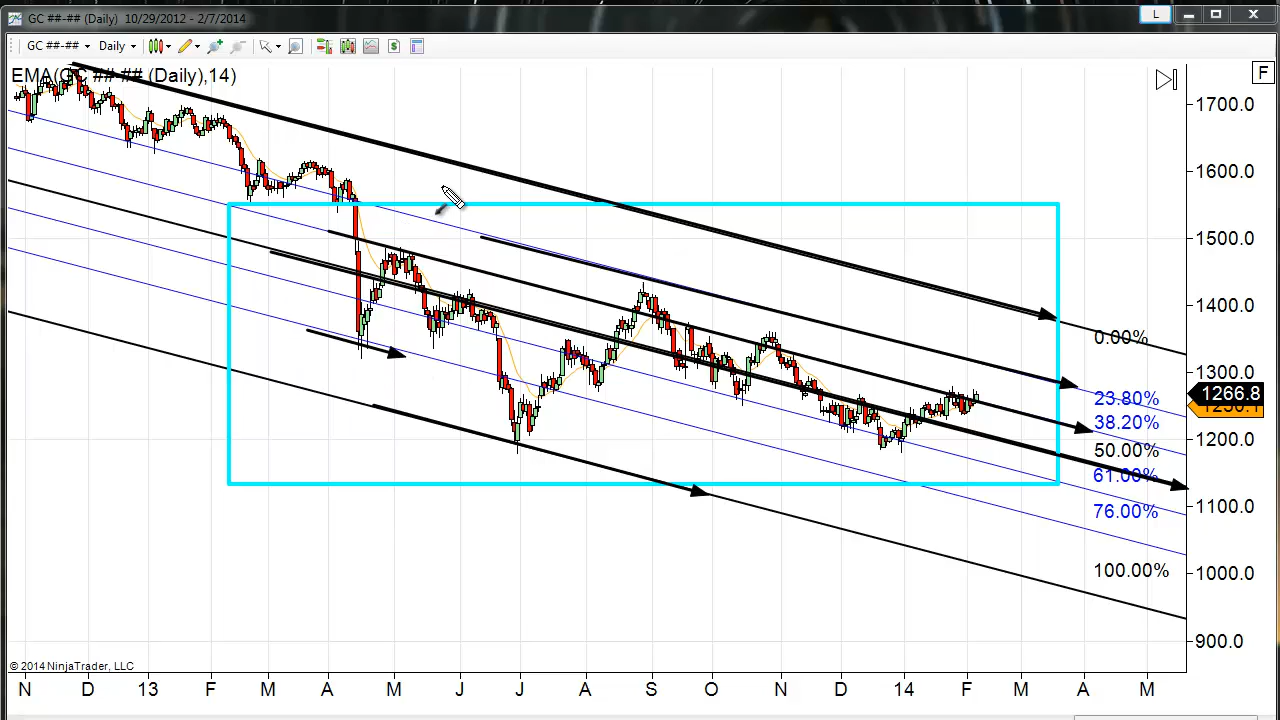 GC ##-## (Daily) 10/29/2012 - 2/7/2014
L
GC ##-## Daily
EMA(GC ##-## (Daily),14)
F
1700.0
1600.0
1500.0
1400.0
0.00%
1300.0
1266.8
23.80%
38.20%
1200.0
50.00%
61.00%
1100.0
76.00%
100.00%
1000.0
900.0
© 2014 NinjaTrader, LLC
N D 13 F M A M J J A S O N D 14 F M A M